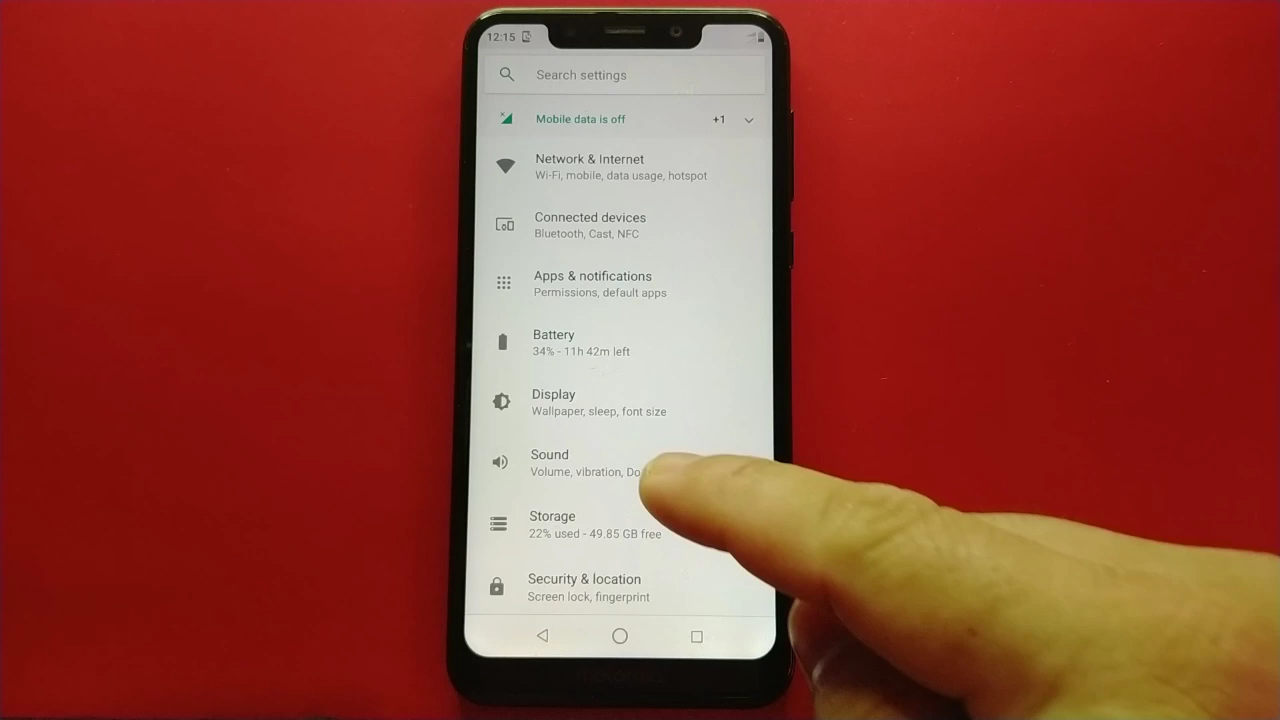 12:15
Search settings
Mobile data is off +1
Network & Internet
Wi-Fi, mobile, data usage, hotspot
Connected devices
Bluetooth, Cast, NFC
Apps & notifications
Permissions, default apps
Battery
34% - 11h 42m left
Display
Wallpaper, sleep, font size
Sound
Volume, vibration, Do
Storage
22% used - 49.85 GB free
Security & location
Screen lock, fingerprint